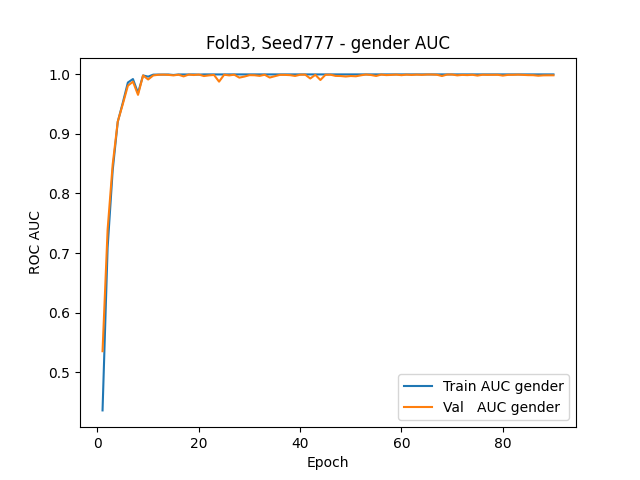 Fold3, Seed777 - gender AUC
1.0
0.9
0.8
0.7
0.6
0.5
ROC AUC
0 20 40 60 80
Epoch
Train AUC gender
Val   AUC gender